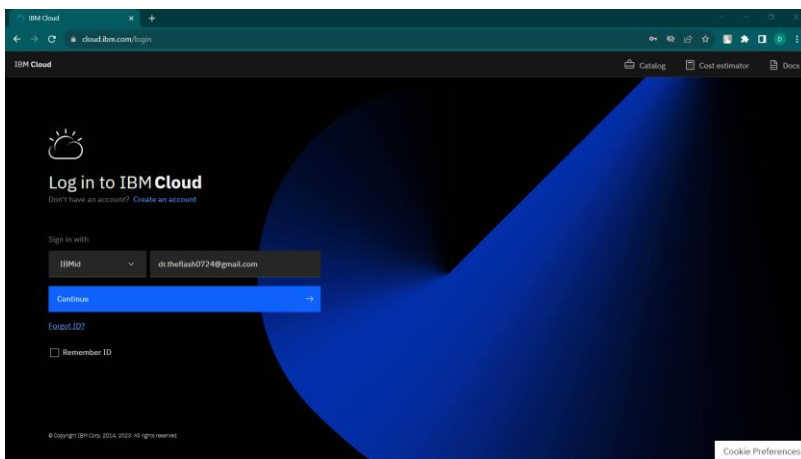 IBM Cloud
cloud.ibm.com/login
IBM Cloud
Catalog
Cost estimator
Docs
Log in to IBM Cloud
Don't have an account? Create an account
Sign in with
IBMid
dr.theflash0724@gmail.com
Continue
Forgot ID?
Remember ID
© Copyright IBM Corp. 2014, 2023. All rights reserved.
Cookie Preferences